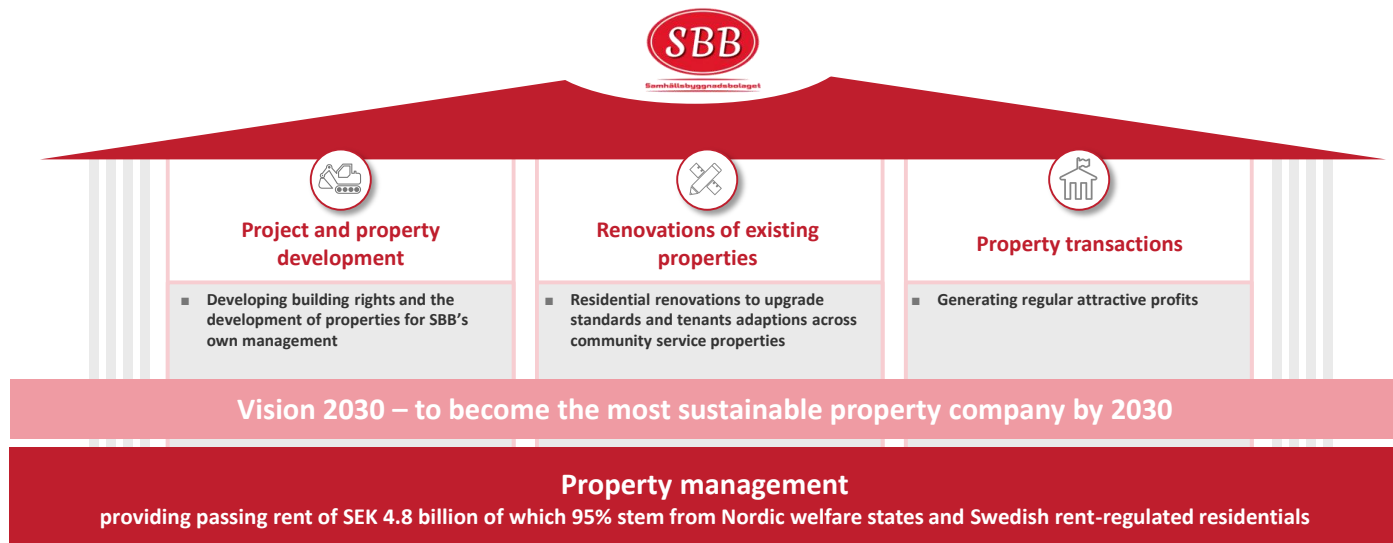 SBB
Samhällsbyggnadsbolaget
Project and property
development
■ Developing building rights and the
development of properties for SBB's
own management
Renovations of existing
properties
■ Residential renovations to upgrade
standards and tenants adaption across
community service properties
Property transactions
■ Generating regular attractive profits
Vision 2030 – to become the most sustainable property company by 2030
Property management
providing passing rent of SEK 4.8 billion of which 95% stem from Nordic welfare states and Swedish rent-regulated residentials